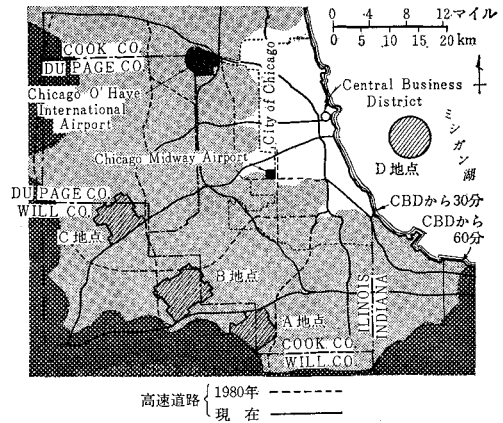 0 4 8 12 マイル
0 5 10 15 20 km
COOK CO.
DU PAGE CO.
Chicago O' Haye
International
Airport
City of Chicago
Central Business
District
ミシガン湖
D地点
Chicago Midway Airport
CBDから30分
CBDから
60分
DU PAGE CO.
WILL CO.
C地点
B地点
A地点
ILLINOIS
INDIANA
COOK CO.
WILL CO.
高速道路
1980年
現在